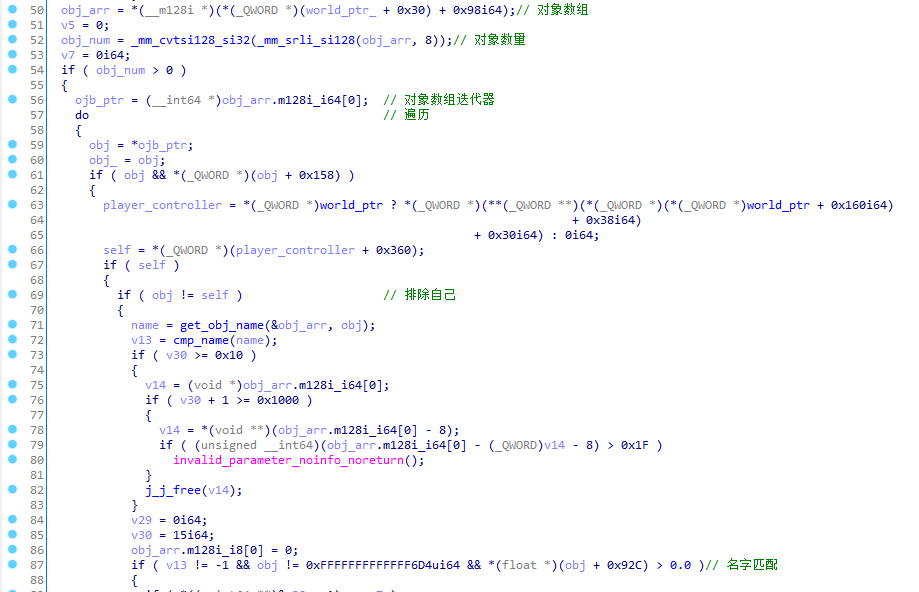 50 obj_arr = *(__m128i *)(*(_QWORD *)(world_ptr_ + 0x30) + 0x98i64);// 对象数组
51 v5 = 0;
52 obj_num = _mm_cvtsi128_si32(_mm_srli_si128(obj_arr, 8));// 对象数量
53 v7 = 0i64;
54 if ( obj_num > 0 )
55 {
56 ojb_ptr = (__int64 *)obj_arr.m128i_i64[0]; // 对象数组迭代器
57 do // 遍历
58 {
59 obj = *ojb_ptr;
60 obj_ = obj;
61 if ( obj && *(_QWORD *)(obj + 0x158) )
62 {
63 player_controller = *(_QWORD *)world_ptr ? *(_QWORD *)(**(_QWORD **)(*(_QWORD *)(*(_QWORD *)world_ptr + 0x160i64)
64 + 0x38i64)
65 + 0x30i64) : 0i64;
66 self = *(_QWORD *)(player_controller + 0x360);
67 if ( self )
68 {
69 if ( obj != self ) // 排除自己
70 {
71 name = get_obj_name(&obj_arr, obj);
72 v13 = cmp_name(name);
73 if ( v30 >= 0x10 )
74 {
75 v14 = (void *)obj_arr.m128i_i64[0];
76 if ( v30 + 1 >= 0x1000 )
77 {
78 v14 = *(void **)(obj_arr.m128i_i64[0] - 8);
79 if ( (unsigned __int64)(obj_arr.m128i_i64[0] - (_QWORD)v14 - 8) > 0x1F )
80 invalid_parameter_noinfo_noreturn();
81 }
82 j_j_free(v14);
83 }
84 v29 = 0i64;
85 v30 = 15i64;
86 obj_arr.m128i_i8[0] = 0;
87 if ( v13 != -1 && obj != 0xFFFFFFFFFFFFF6D4ui64 && *(float *)(obj + 0x92C) > 0.0 )// 名字匹配
88 {